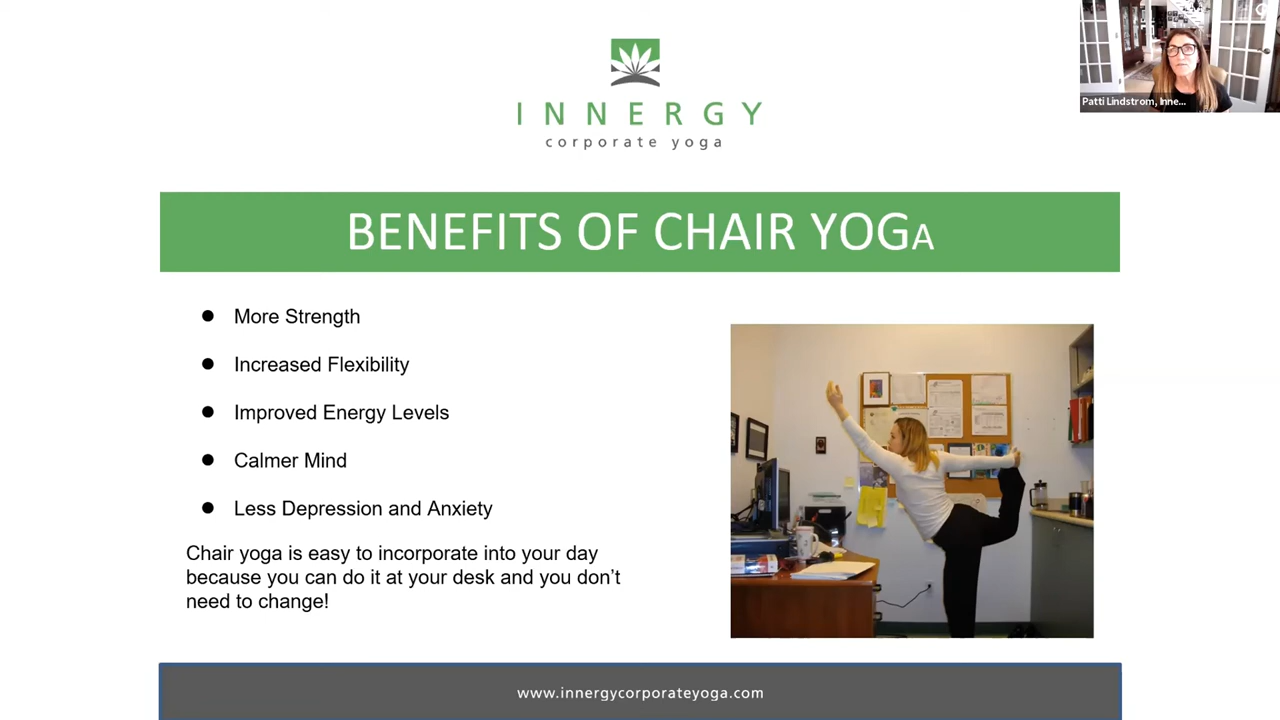 Patti Lindstrom, Inne...
INNERGY
corporate yoga
BENEFITS OF CHAIR YOGA
● More Strength
● Increased Flexibility
● Improved Energy Levels
● Calmer Mind
● Less Depression and Anxiety
Chair yoga is easy to incorporate into your day
because you can do it at your desk and you don’t
need to change!
www.innergycorporateyoga.com